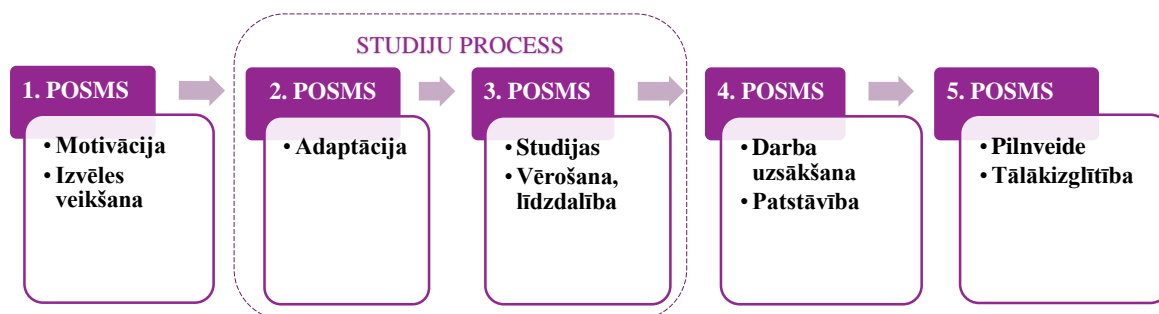 STUDIJU PROCESS
1. POSMS
• Motivācija
• Izvēles
veikšana
2. POSMS
• Adaptācija
3. POSMS
• Studijas
• Vērošana,
līdzdalība
4. POSMS
• Darba
uzsākšana
• Patstāvība
5. POSMS
• Pilnveide
• Tālākizglītība